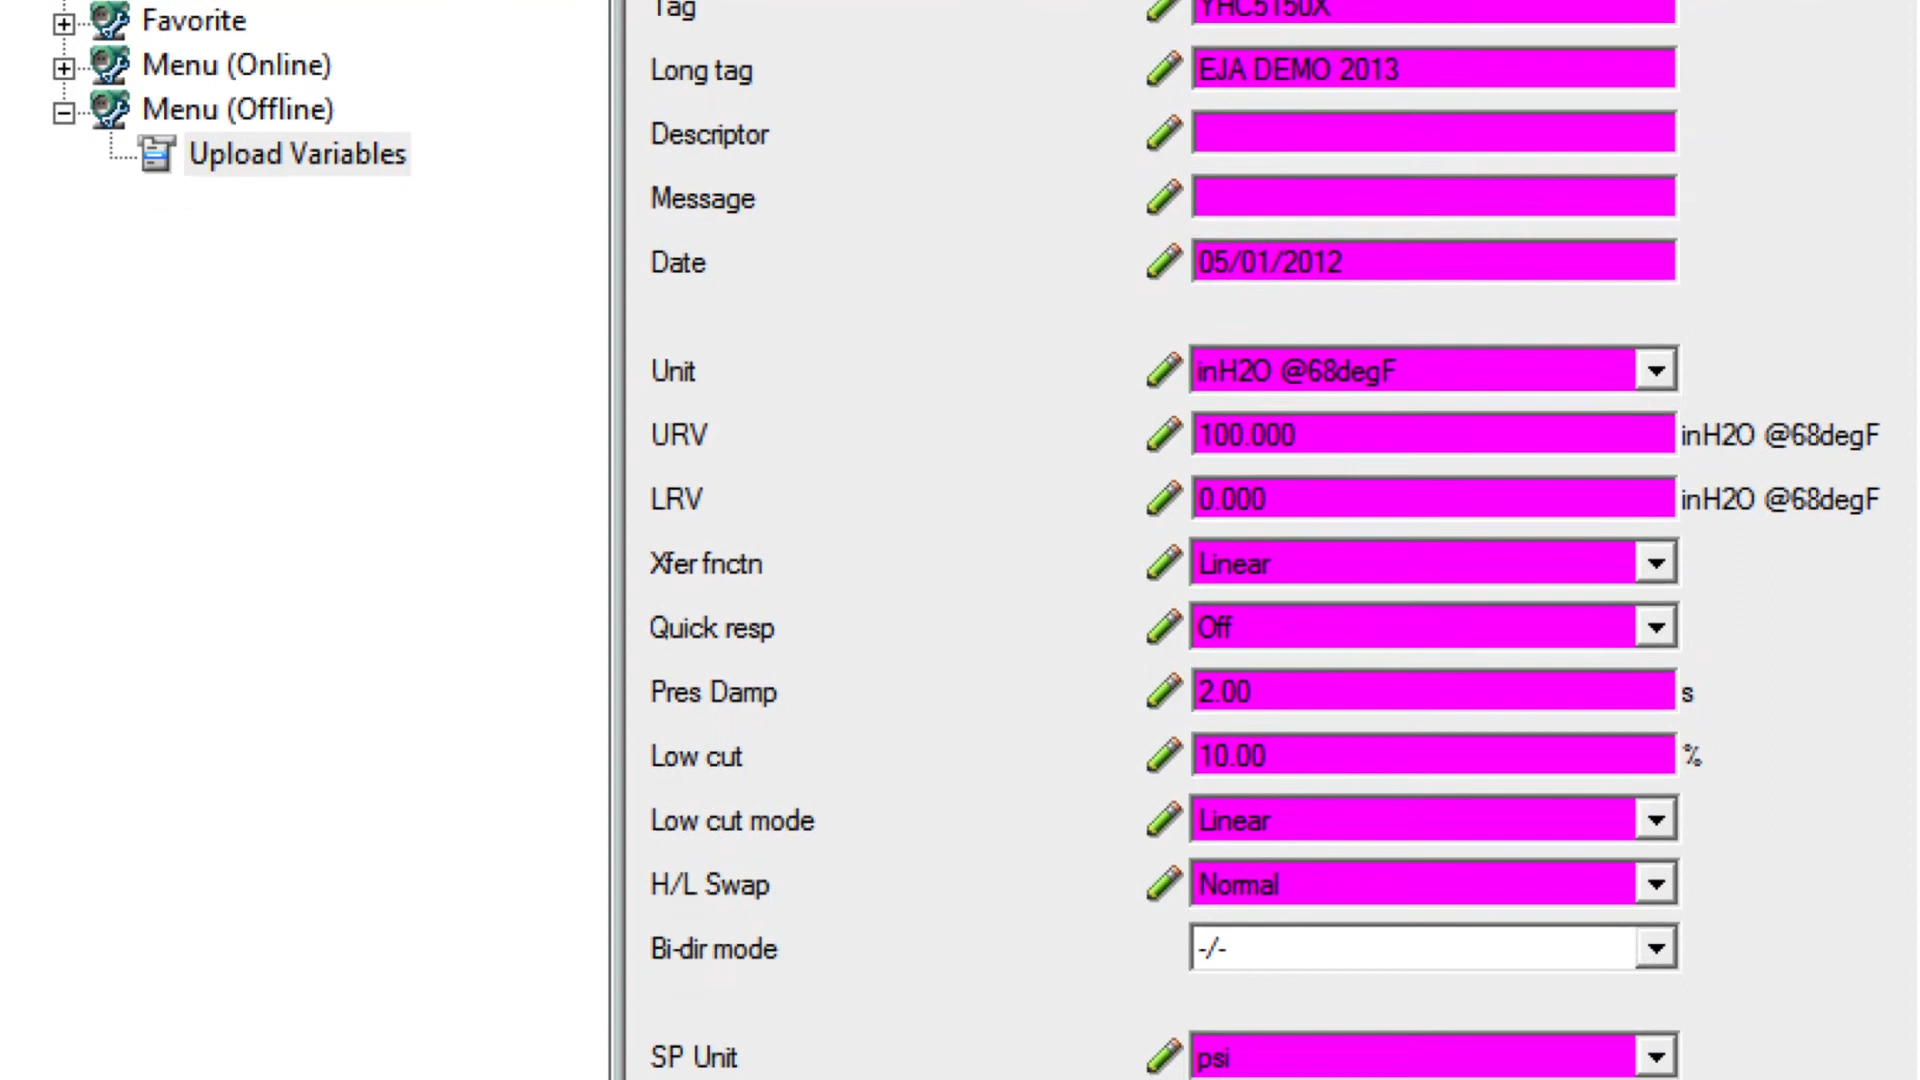 Favorite
Menu (Online)
Menu (Offline)
Upload Variables
Tag YHC5150X
Long tag EJA DEMO 2013
Descriptor
Message
Date 05/01/2012
Unit inH2O @68degF
URV 100.000 inH2O @68degF
LRV 0.000 inH2O @68degF
Xfer fnctn Linear
Quick resp Off
Pres Damp 2.00 s
Low cut 10.00 %
Low cut mode Linear
H/L Swap Normal
Bi-dir mode -/-
SP Unit psi